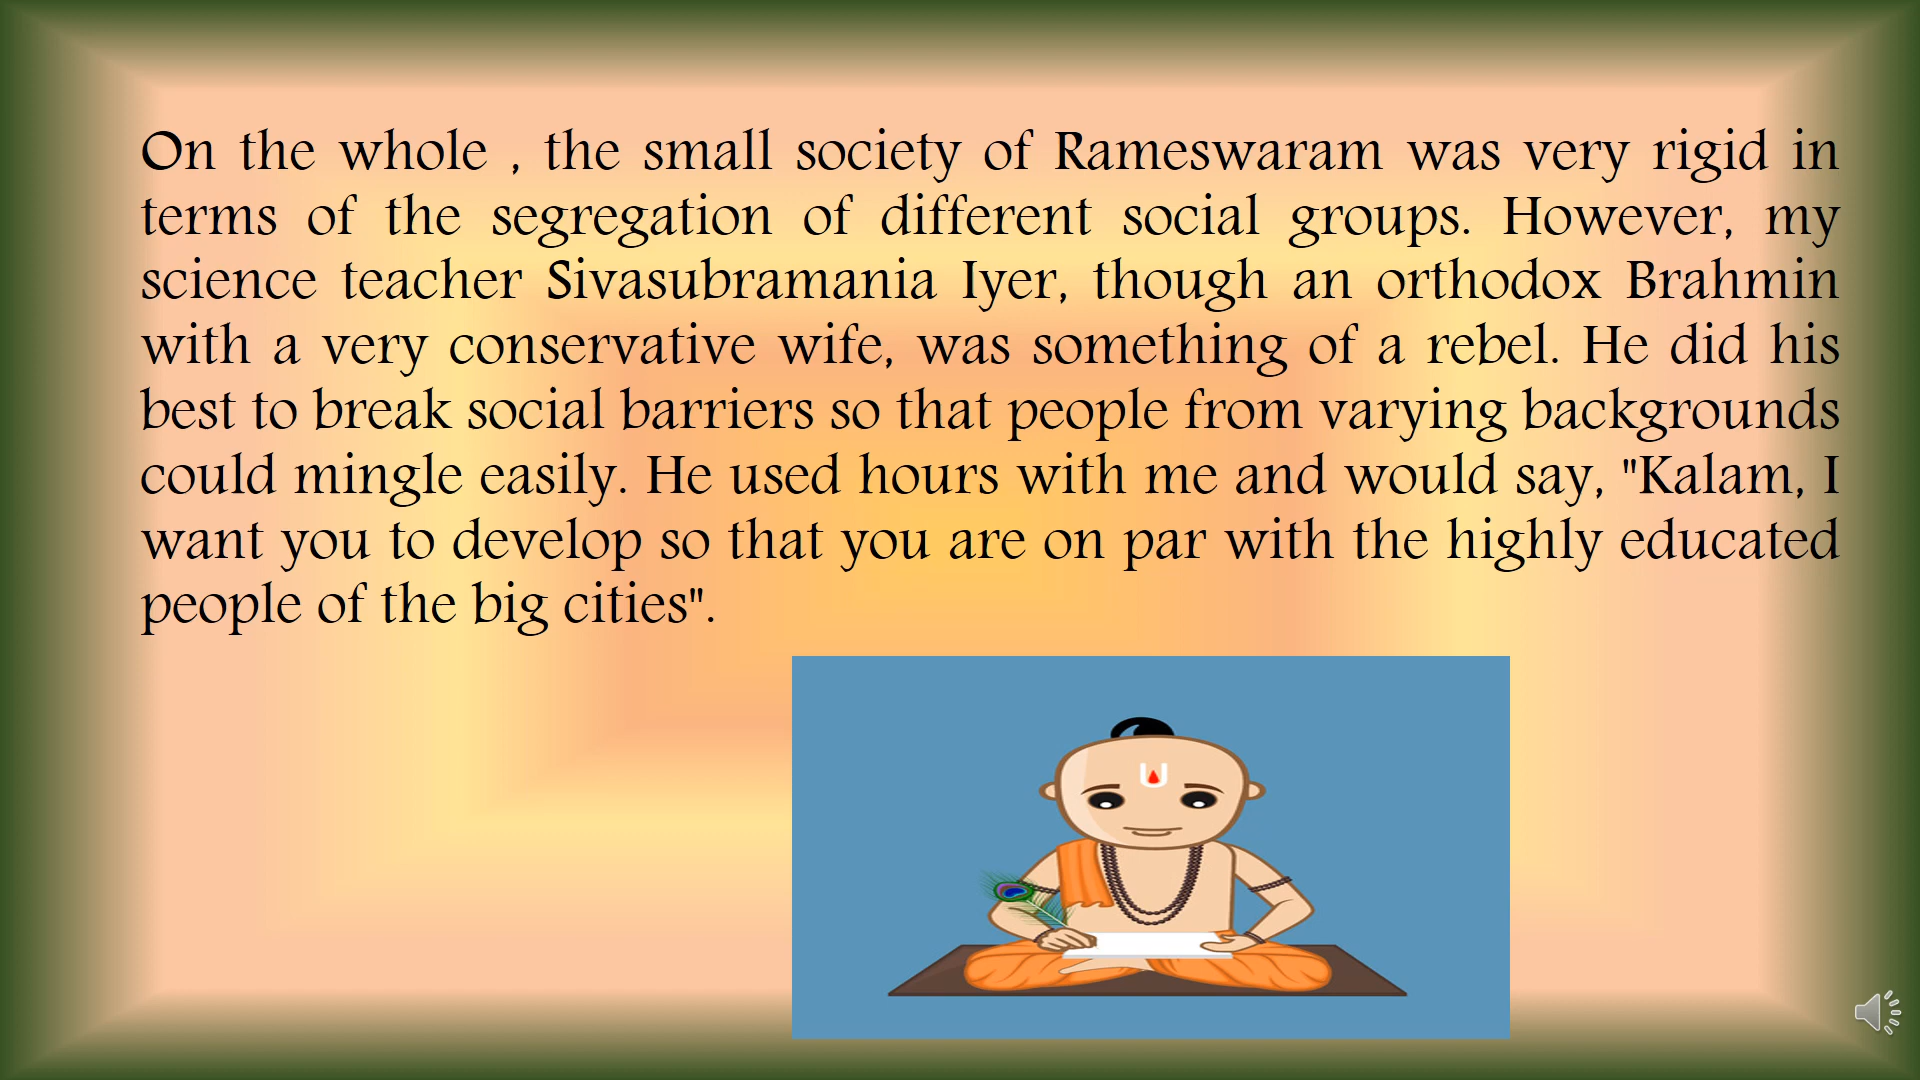 On the whole , the small society of Rameswaram was very rigid in
terms of the segregation of different social groups. However, my
science teacher Sivasubramania Iyer, though an orthodox Brahmin
with a very conservative wife, was something of a rebel. He did his
best to break social barriers so that people from varying backgrounds
could mingle easily. He used hours with me and would say, "Kalam, I
want you to develop so that you are on par with the highly educated
people of the big cities".